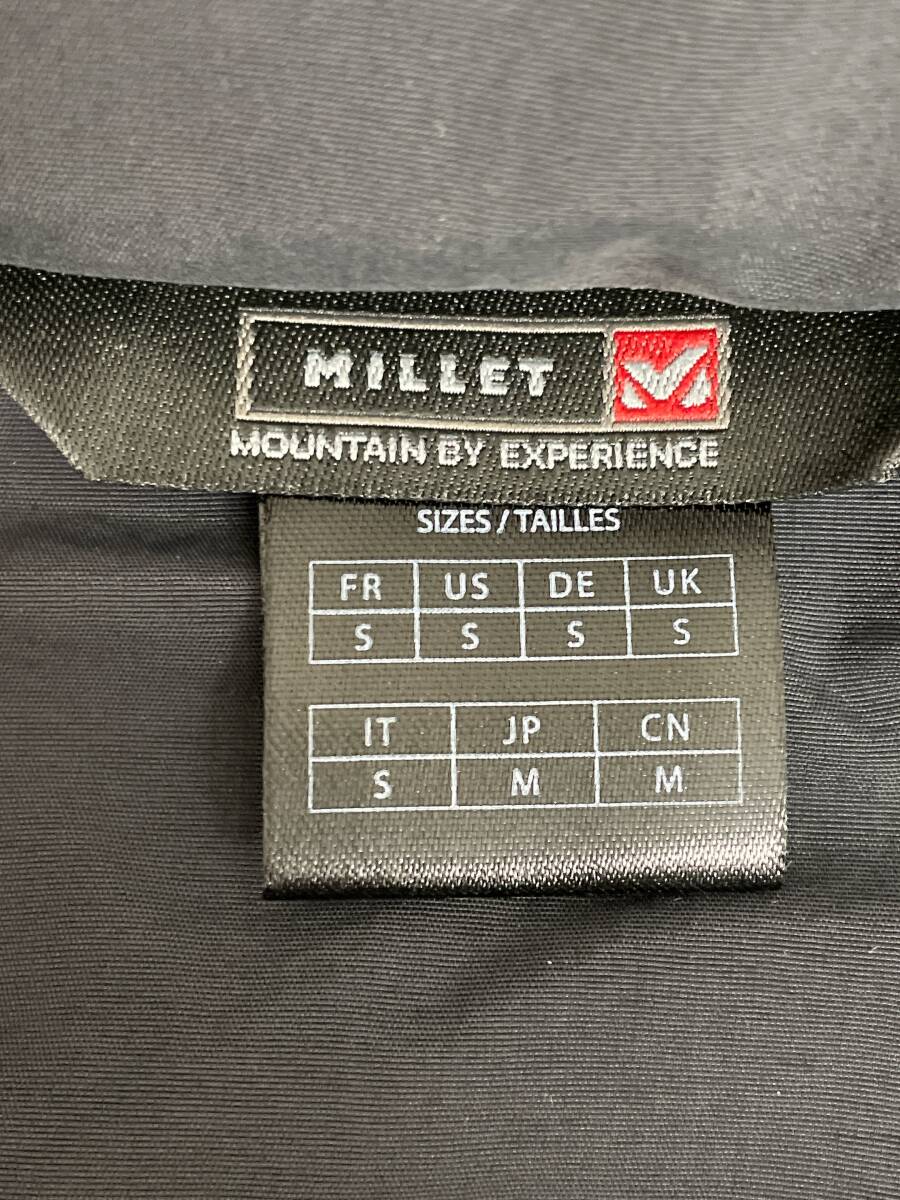 MILLET
MOUNTAIN BY EXPERIENCE
SIZES / TAILLES
FR US DE UK
S S S S
IT JP CN
S M M